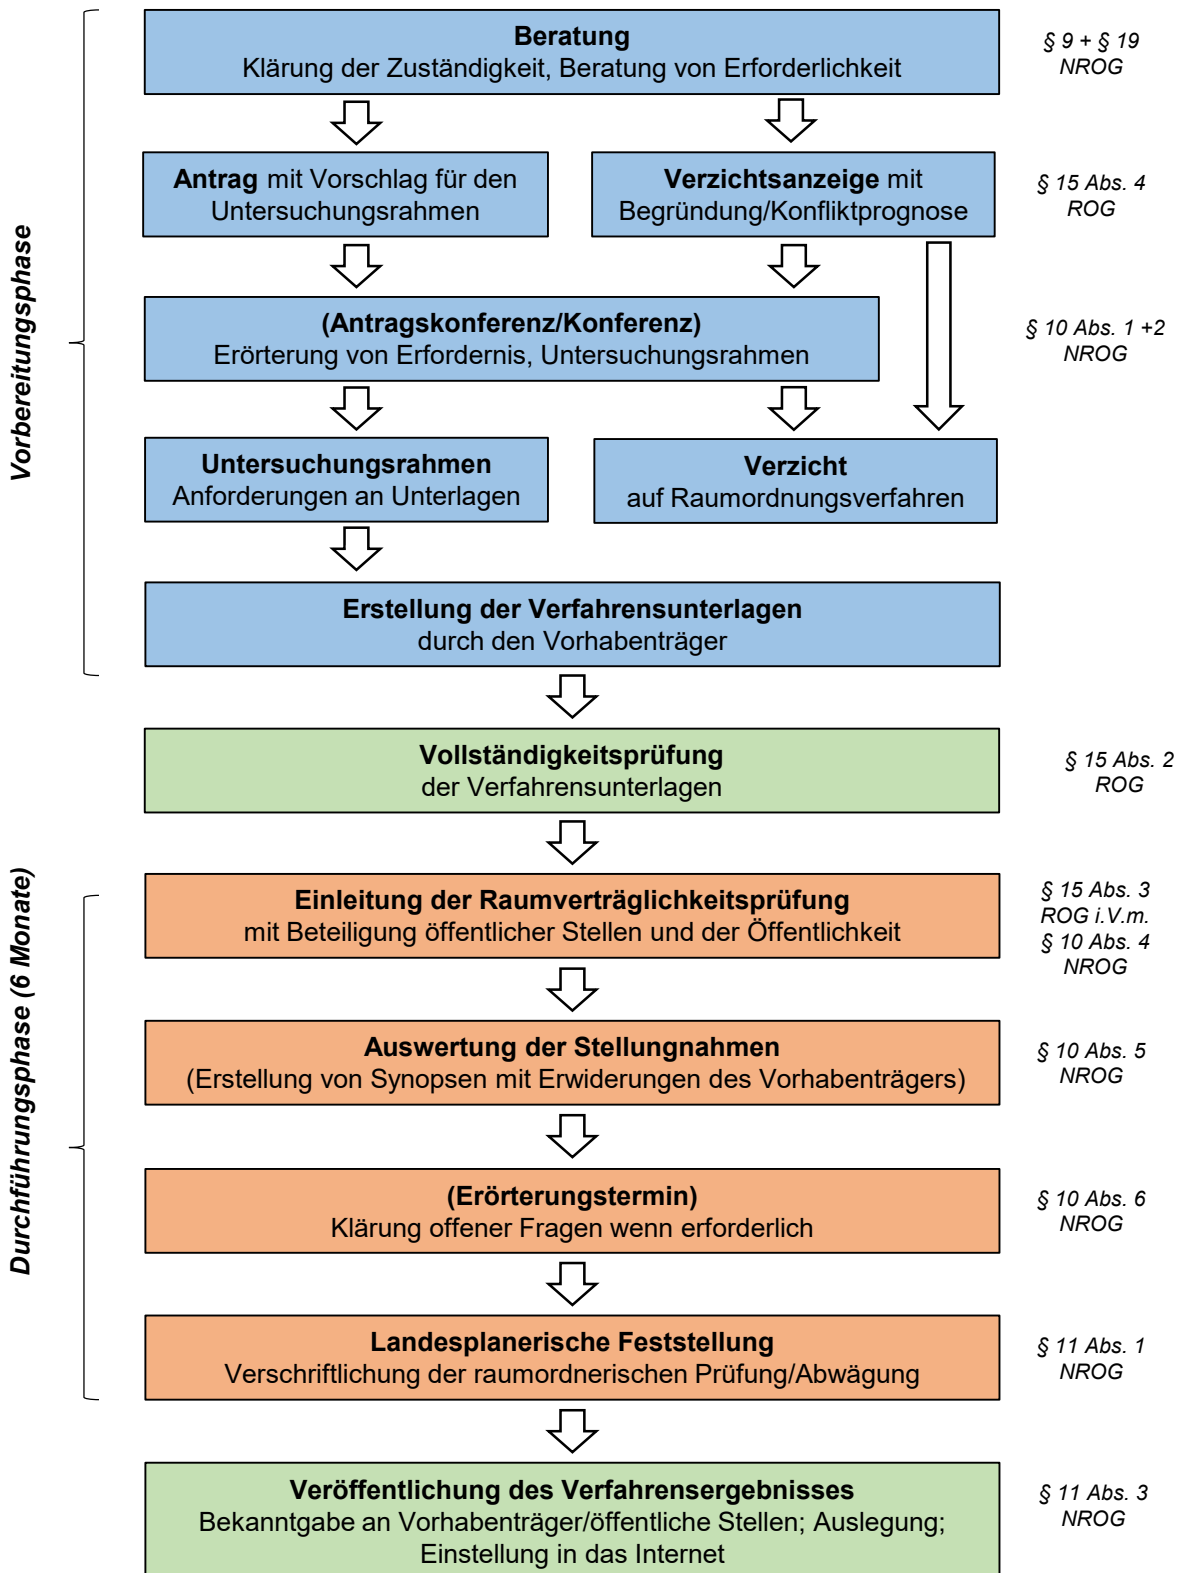 Vorbereitungsphase
Beratung
Klärung der Zuständigkeit, Beratung von Erforderlichkeit
§ 9 + § 19
NROG
Antrag mit Vorschlag für den
Untersuchungsrahmen
Verzichtsanzeige mit
Begründung/Konfliktprognose
§ 15 Abs. 4
ROG
(Antragskonferenz/Konferenz)
Erörterung von Erfordernis, Untersuchungsrahmen
§ 10 Abs. 1 +2
NROG
Untersuchungsrahmen
Anforderungen an Unterlagen
Verzicht
auf Raumordnungsverfahren
Erstellung der Verfahrensunterlagen
durch den Vorhabenträger
Vollständigkeitsprüfung
der Verfahrensunterlagen
§ 15 Abs. 2
ROG
Durchführungsphase (6 Monate)
Einleitung der Raumverträglichkeitsprüfung
mit Beteiligung öffentlicher Stellen und der Öffentlichkeit
§ 15 Abs. 3
ROG i.V.m.
§ 10 Abs. 4
NROG
Auswertung der Stellungnahmen
(Erstellung von Synopsen mit Erwiderungen des Vorhabenträgers)
§ 10 Abs. 5
NROG
(Erörterungstermin)
Klärung offener Fragen wenn erforderlich
§ 10 Abs. 6
NROG
Landesplanerische Feststellung
Verschriftlichung der raumordnerischen Prüfung/Abwägung
§ 11 Abs. 1
NROG
Veröffentlichung des Verfahrensergebnisses
Bekanntgabe an Vorhabenträger/öffentliche Stellen; Auslegung;
Einstellung in das Internet
§ 11 Abs. 3
NROG